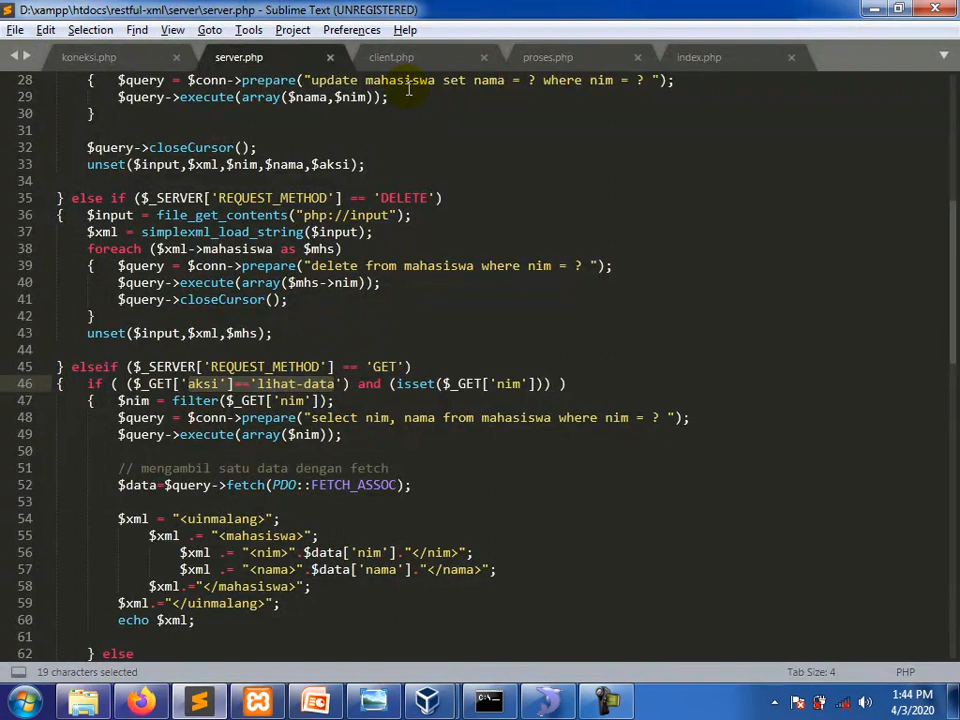 D:\xampp\htdocs\restful-xml\server\server.php - Sublime Text (UNREGISTERED)
File Edit Selection Find View Goto Tools Project Preferences Help
koneksi.php server.php client.php proses.php index.php
28 { $query = $conn->prepare("update mahasiswa set nama = ? where nim = ? ");
29 $query->execute(array($nama,$nim));
30 }
31
32 $query->closeCursor();
33 unset($input,$xml,$nim,$nama,$aksi);
34
35 } else if ($_SERVER['REQUEST_METHOD'] == 'DELETE')
36 { $input = file_get_contents("php://input");
37 $xml = simplexml_load_string($input);
38 foreach ($xml->mahasiswa as $mhs)
39 { $query = $conn->prepare("delete from mahasiswa where nim = ? ");
40 $query->execute(array($mhs->nim));
41 $query->closeCursor();
42 }
43 unset($input,$xml,$mhs);
44
45 } elseif ($_SERVER['REQUEST_METHOD'] == 'GET')
46 { if ( ($_GET['aksi']=='lihat-data') and (isset($_GET['nim'])) )
47 { $nim = filter($_GET['nim']);
48 $query = $conn->prepare("select nim, nama from mahasiswa where nim = ? ");
49 $query->execute(array($nim));
50
51 // mengambil satu data dengan fetch
52 $data=$query->fetch(PDO::FETCH_ASSOC);
53
54 $xml = "<uinmalang>";
55 $xml .= "<mahasiswa>";
56 $xml .= "<nim>".$data['nim']."</nim>";
57 $xml .= "<nama>".$data['nama']."</nama>";
58 $xml.="</mahasiswa>";
59 $xml.="</uinmalang>";
60 echo $xml;
61
62 } else
19 characters selected Tab Size: 4 PHP
1:44 PM
4/3/2020